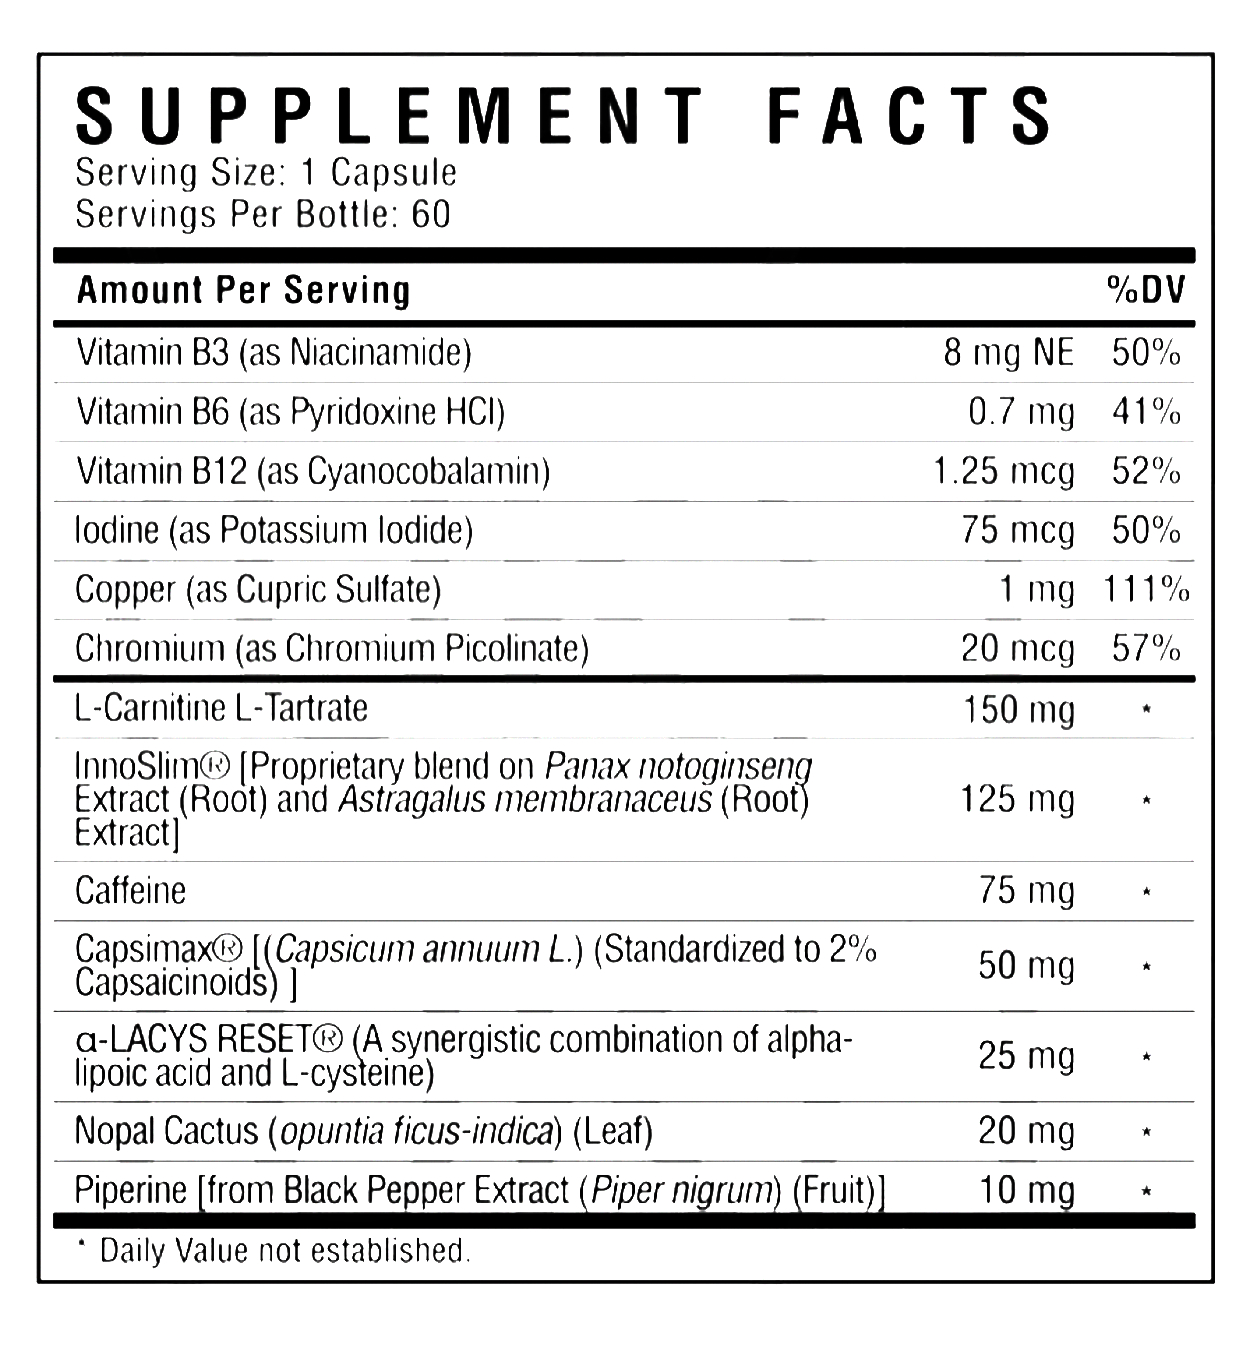 SUPPLEMENT FACTS
Serving Size: 1 Capsule
Servings Per Bottle: 60
Amount Per Serving %DV
Vitamin B3 (as Niacinamide) 8 mg NE 50%
Vitamin B6 (as Pyridoxine HCl) 0.7 mg 41%
Vitamin B12 (as Cyanocobalamin) 1.25 mcg 52%
Iodine (as Potassium Iodide) 75 mcg 50%
Copper (as Cupric Sulfate) 1 mg 111%
Chromium (as Chromium Picolinate) 20 mcg 57%
L-Carnitine L-Tartrate 150 mg *
InnoSlim® [Proprietary blend on Panax notoginseng
Extract (Root) and Astragalus membranaceus (Root) 125 mg *
Extract]
Caffeine 75 mg *
Capsimax® [(Capsicum annuum L.) (Standardized to 2%
Capsaicinoids) ] 50 mg *
α-LACYS RESET® (A synergistic combination of alpha-
lipoic acid and L-cysteine) 25 mg *
Nopal Cactus (opuntia ficus-indica) (Leaf) 20 mg *
Piperine [from Black Pepper Extract (Piper nigrum) (Fruit)] 10 mg *
* Daily Value not established.